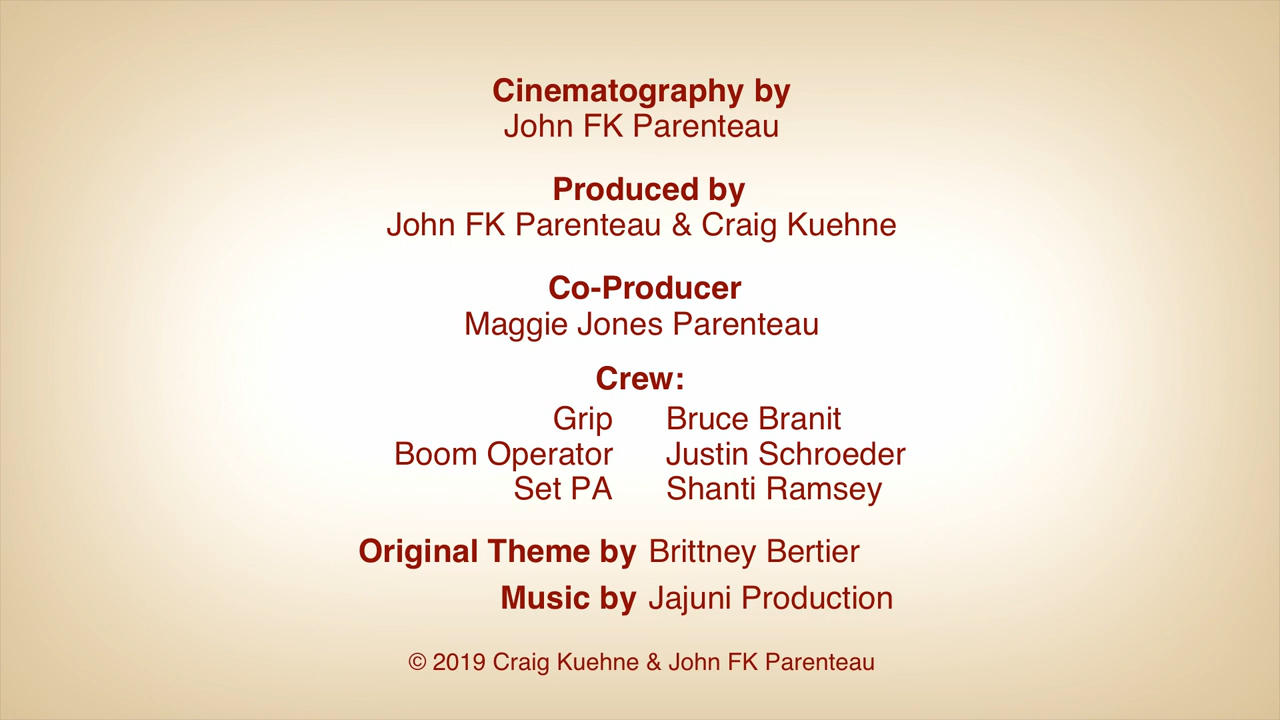 Cinematography by
John FK Parenteau
Produced by
John FK Parenteau & Craig Kuehne
Co-Producer
Maggie Jones Parenteau
Crew:
Grip Bruce Branit
Boom Operator Justin Schroeder
Set PA Shanti Ramsey
Original Theme by Brittney Bertier
Music by Jajuni Production
© 2019 Craig Kuehne & John FK Parenteau